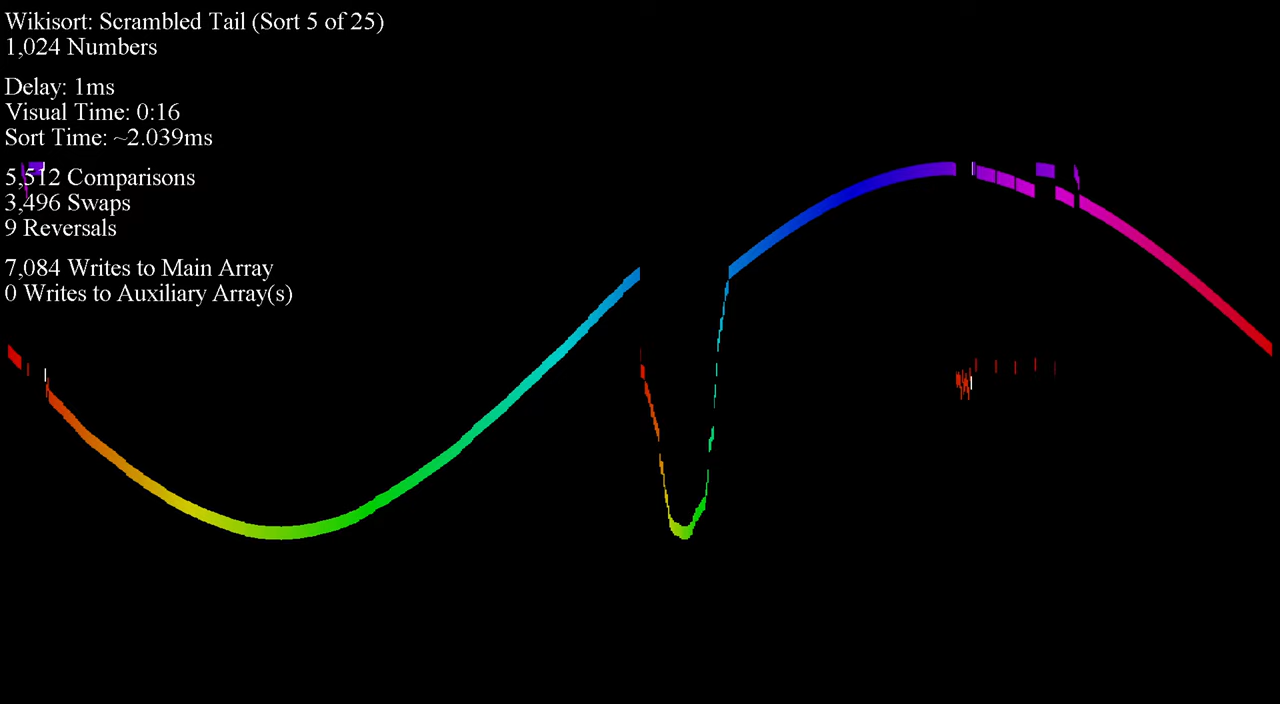 Wikisort: Scrambled Tail (Sort 5 of 25)
1,024 Numbers
Delay: 1ms
Visual Time: 0:16
Sort Time: ~2.039ms
5,512 Comparisons
3,496 Swaps
9 Reversals
7,084 Writes to Main Array
0 Writes to Auxiliary Array(s)